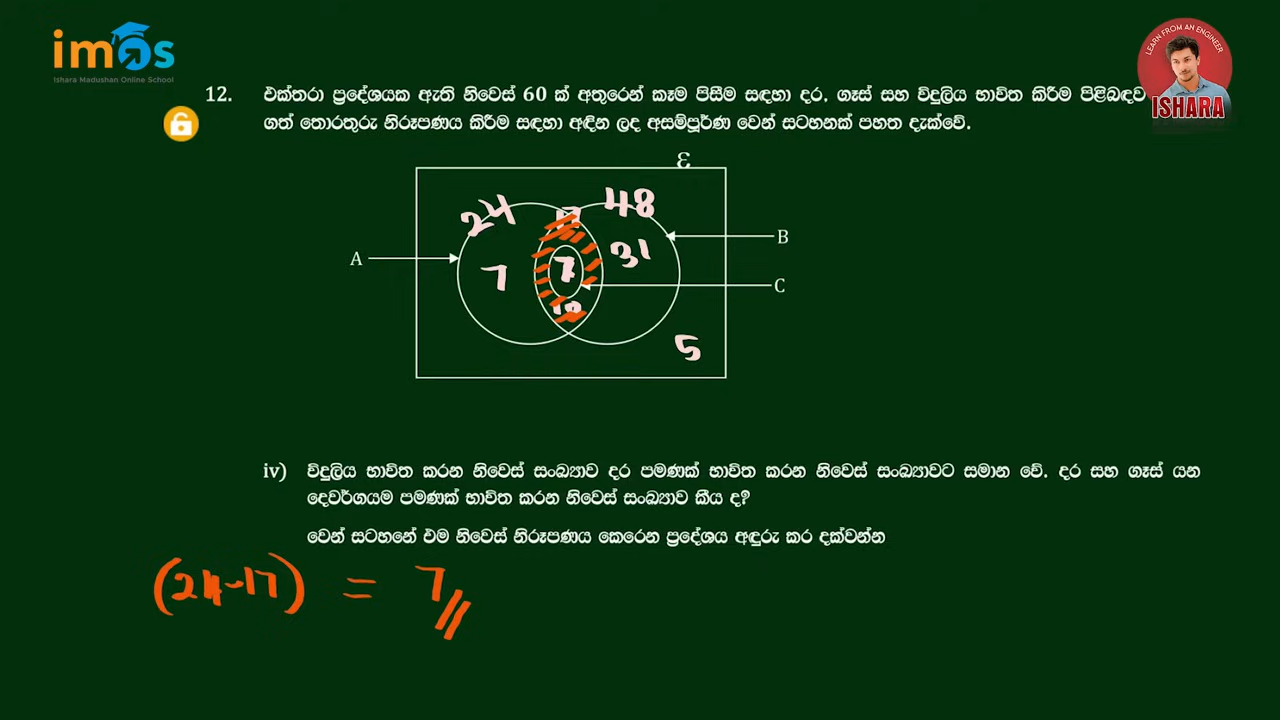 imos
Ishara Madushan Online School
LEARN FROM AN ENGINEER
ISHARA
12. එක්තරා ප්‍රදේශයක ඇති නිවෙස් 60 ක් අතුරෙන් කෑම පිසීම සඳහා දර, ගෑස් සහ විදුලිය භාවිත කිරීම පිළිබඳව
ගත් තොරතුරු නිරූපණය කිරීම සඳහා අඳින ලද අසම්පූර්ණ වෙන් සටහනක් පහත දැක්වේ.
ε
24 17 48
A 7 7 31 B
C
10
5
iv) විදුලිය භාවිත කරන නිවෙස් සංඛ්‍යාව දර පමණක් භාවිත කරන නිවෙස් සංඛ්‍යාවට සමාන වේ. දර සහ ගෑස් යන
දෙවර්ගයම පමණක් භාවිත කරන නිවෙස් සංඛ්‍යාව කීය ද?
වෙන් සටහනේ එම නිවෙස් නිරූපණය කෙරෙන ප්‍රදේශය අඳුරු කර දක්වන්න
(24-17) = 7